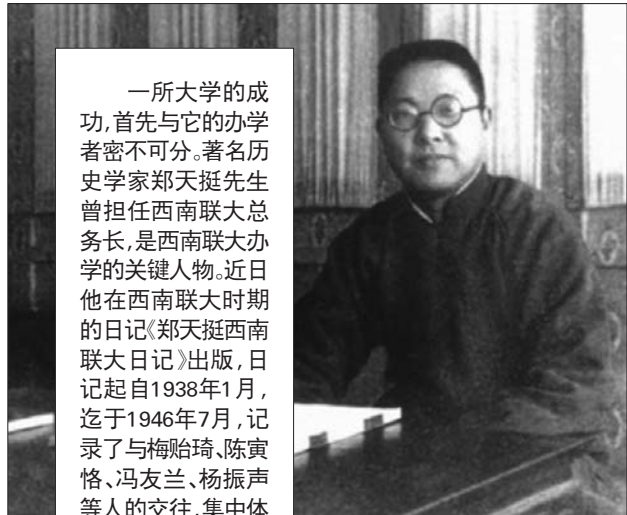 一所大学的成
功,首先与它的办学
者密不可分。著名历
史学家郑天挺先生
曾担任西南联大总
务长,是西南联大办
学的关键人物。近日
他在西南联大时期
的日记《郑天挺西南
联大日记》出版,日
记起自1938年1月,
迄于1946年7月,记
录了与梅贻琦、陈寅
恪、冯友兰、杨振声
等人的交往,集中体